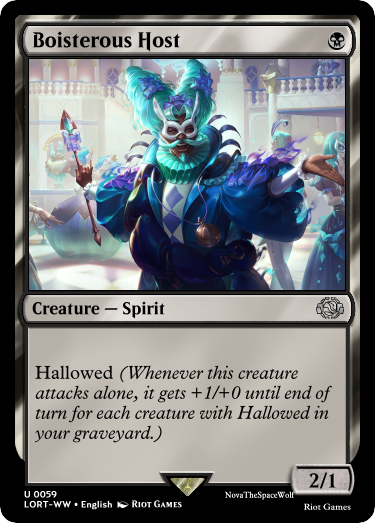 Boisterous Host
Creature — Spirit
Hallowed (Whenever this creature
attacks alone, it gets +1/+0 until end of
turn for each creature with Hallowed in
your graveyard.)
2/1
U 0059
LORT-WW • English Riot Games
NovaTheSpaceWolf
Riot Games